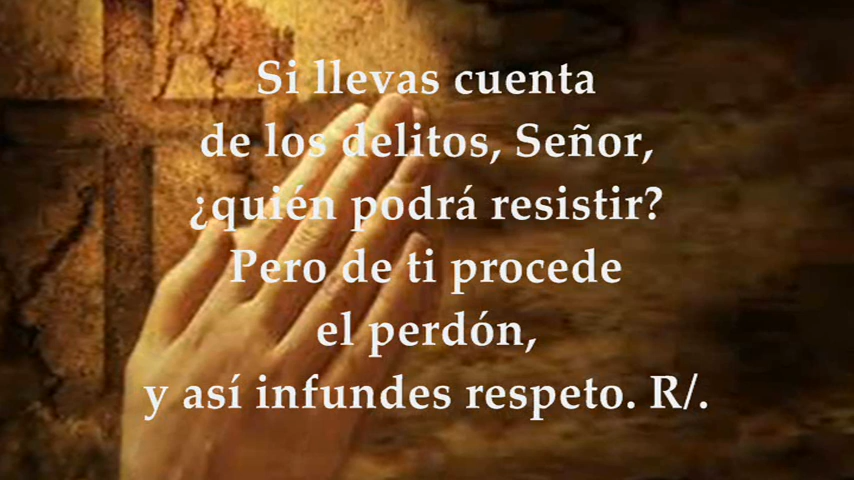 Si llevas cuenta
de los delitos, Señor,
¿quién podrá resistir?
Pero de ti procede
el perdón,
y así infundes respeto. R/.